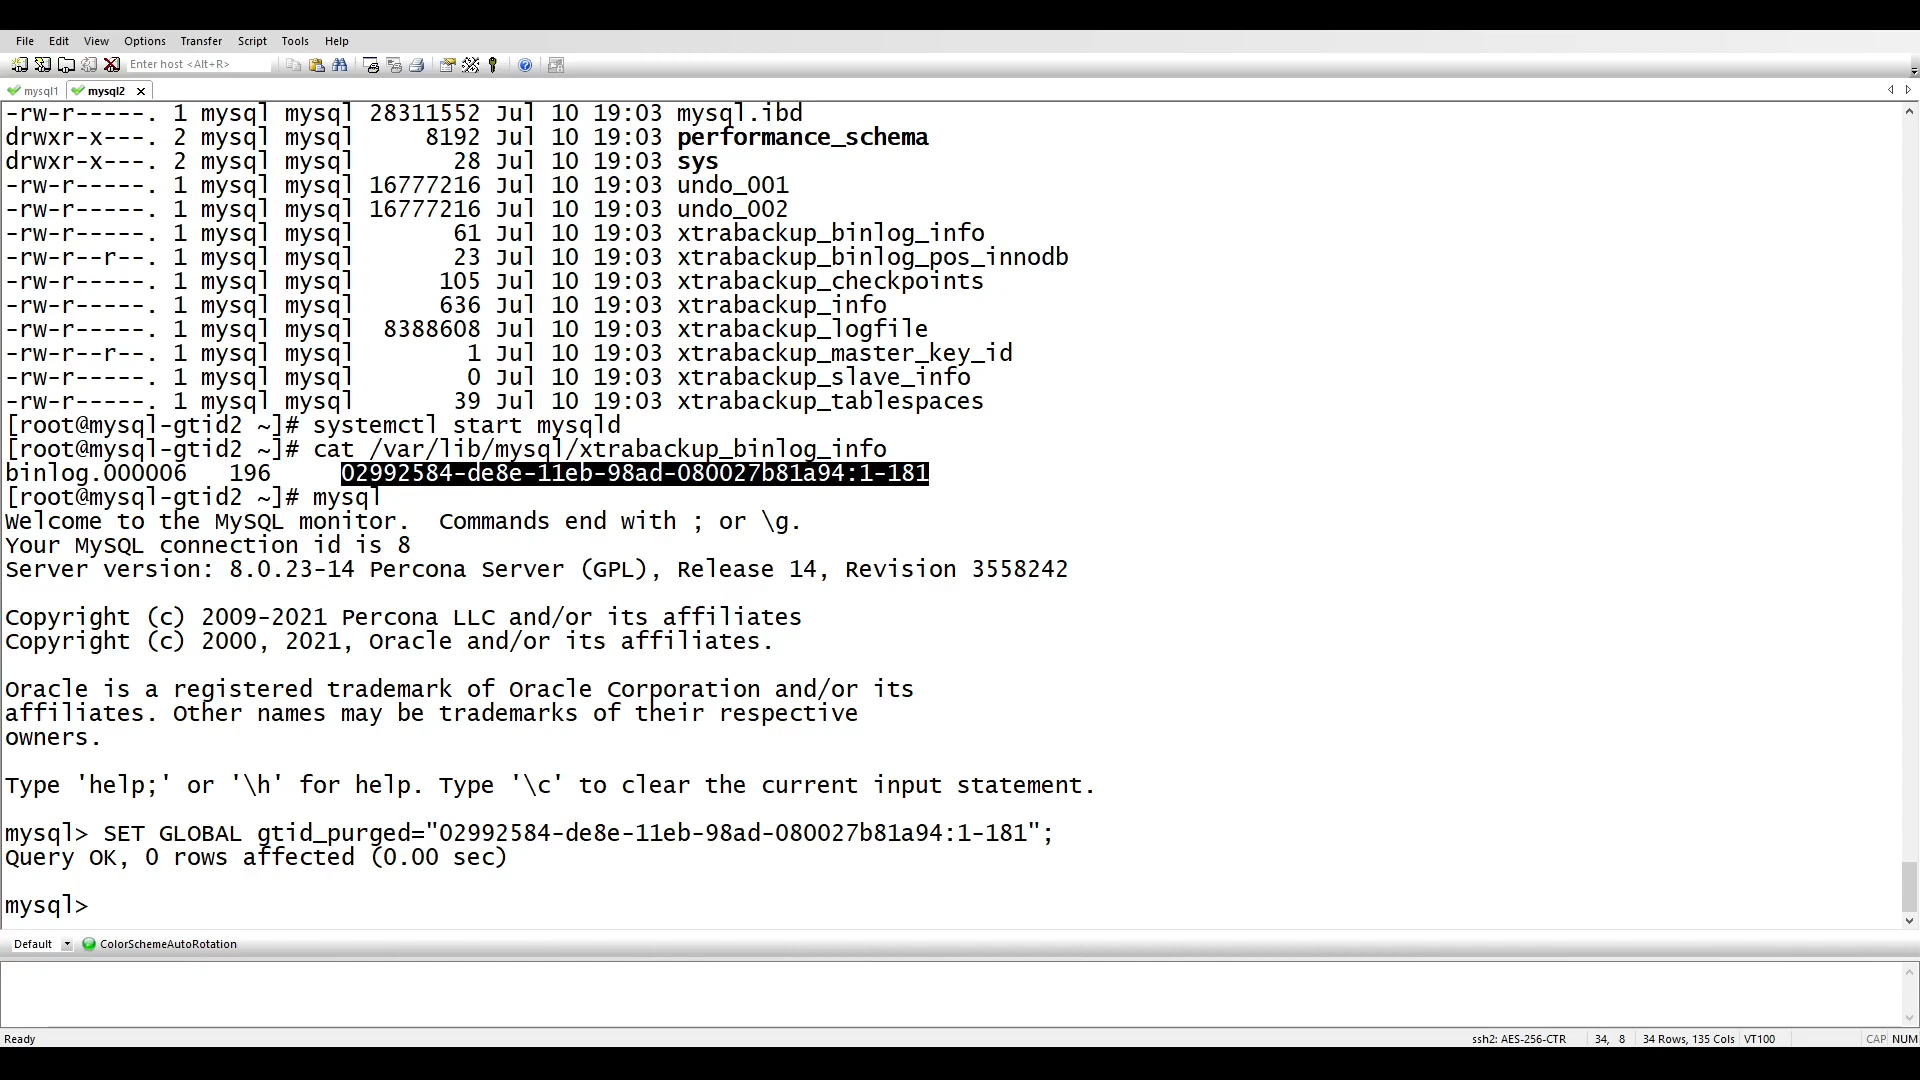 File Edit View Options Transfer Script Tools Help
Enter host <Alt+R>
mysql1 mysql2
-rw-r-----. 1 mysql mysql 28311552 Jul 10 19:03 mysql.ibd
drwxr-x---. 2 mysql mysql     8192 Jul 10 19:03 performance_schema
drwxr-x---. 2 mysql mysql       28 Jul 10 19:03 sys
-rw-r-----. 1 mysql mysql 16777216 Jul 10 19:03 undo_001
-rw-r-----. 1 mysql mysql 16777216 Jul 10 19:03 undo_002
-rw-r-----. 1 mysql mysql       61 Jul 10 19:03 xtrabackup_binlog_info
-rw-r--r--. 1 mysql mysql       23 Jul 10 19:03 xtrabackup_binlog_pos_innodb
-rw-r-----. 1 mysql mysql      105 Jul 10 19:03 xtrabackup_checkpoints
-rw-r-----. 1 mysql mysql      636 Jul 10 19:03 xtrabackup_info
-rw-r-----. 1 mysql mysql  8388608 Jul 10 19:03 xtrabackup_logfile
-rw-r--r--. 1 mysql mysql        1 Jul 10 19:03 xtrabackup_master_key_id
-rw-r-----. 1 mysql mysql        0 Jul 10 19:03 xtrabackup_slave_info
-rw-r-----. 1 mysql mysql       39 Jul 10 19:03 xtrabackup_tablespaces
[root@mysql-gtid2 ~]# systemctl start mysqld
[root@mysql-gtid2 ~]# cat /var/lib/mysql/xtrabackup_binlog_info
binlog.000006   196     02992584-de8e-11eb-98ad-080027b81a94:1-181
[root@mysql-gtid2 ~]# mysql
Welcome to the MySQL monitor.  Commands end with ; or \g.
Your MySQL connection id is 8
Server version: 8.0.23-14 Percona Server (GPL), Release 14, Revision 3558242
Copyright (c) 2009-2021 Percona LLC and/or its affiliates
Copyright (c) 2000, 2021, Oracle and/or its affiliates.
Oracle is a registered trademark of Oracle Corporation and/or its
affiliates. Other names may be trademarks of their respective
owners.
Type 'help;' or '\h' for help. Type '\c' to clear the current input statement.
mysql> SET GLOBAL gtid_purged="02992584-de8e-11eb-98ad-080027b81a94:1-181";
Query OK, 0 rows affected (0.00 sec)
mysql>
Default ColorSchemeAutoRotation
Ready ssh2: AES-256-CTR 34, 8 34 Rows, 135 Cols VT100 CAP NUM